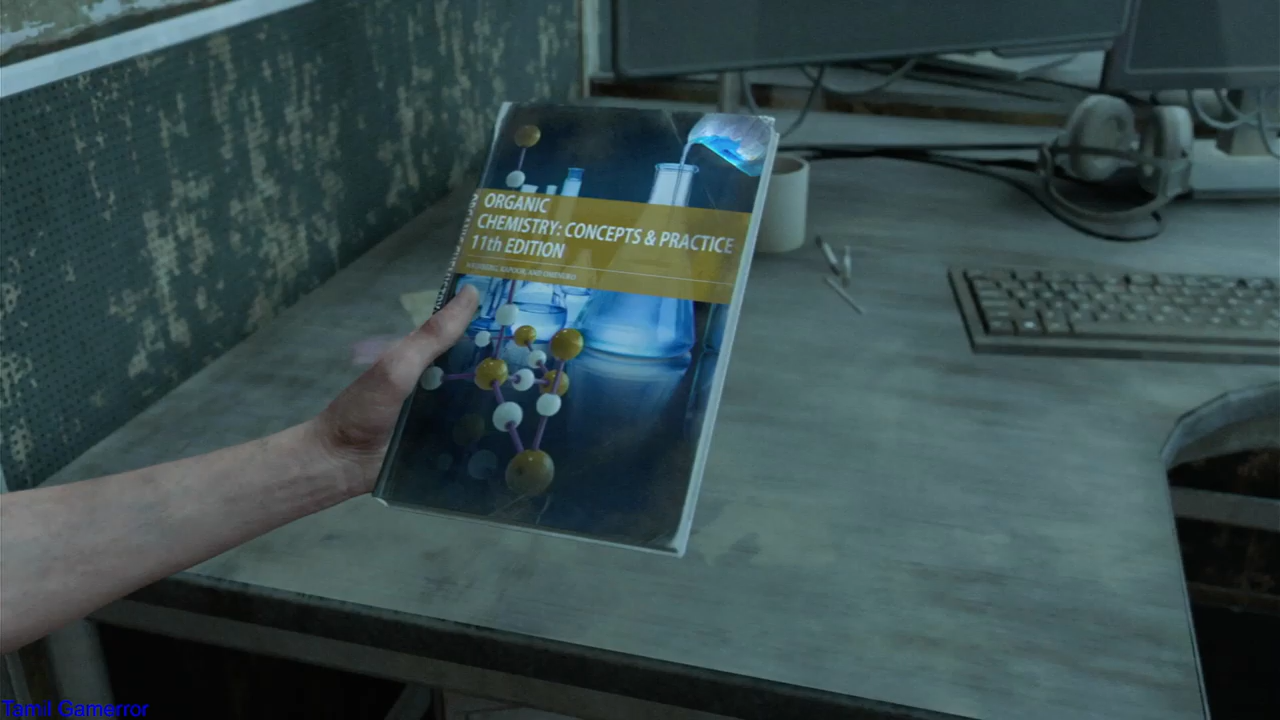 ORGANIC
CHEMISTRY: CONCEPTS & PRACTICE
11th EDITION
Tamil Gamerror